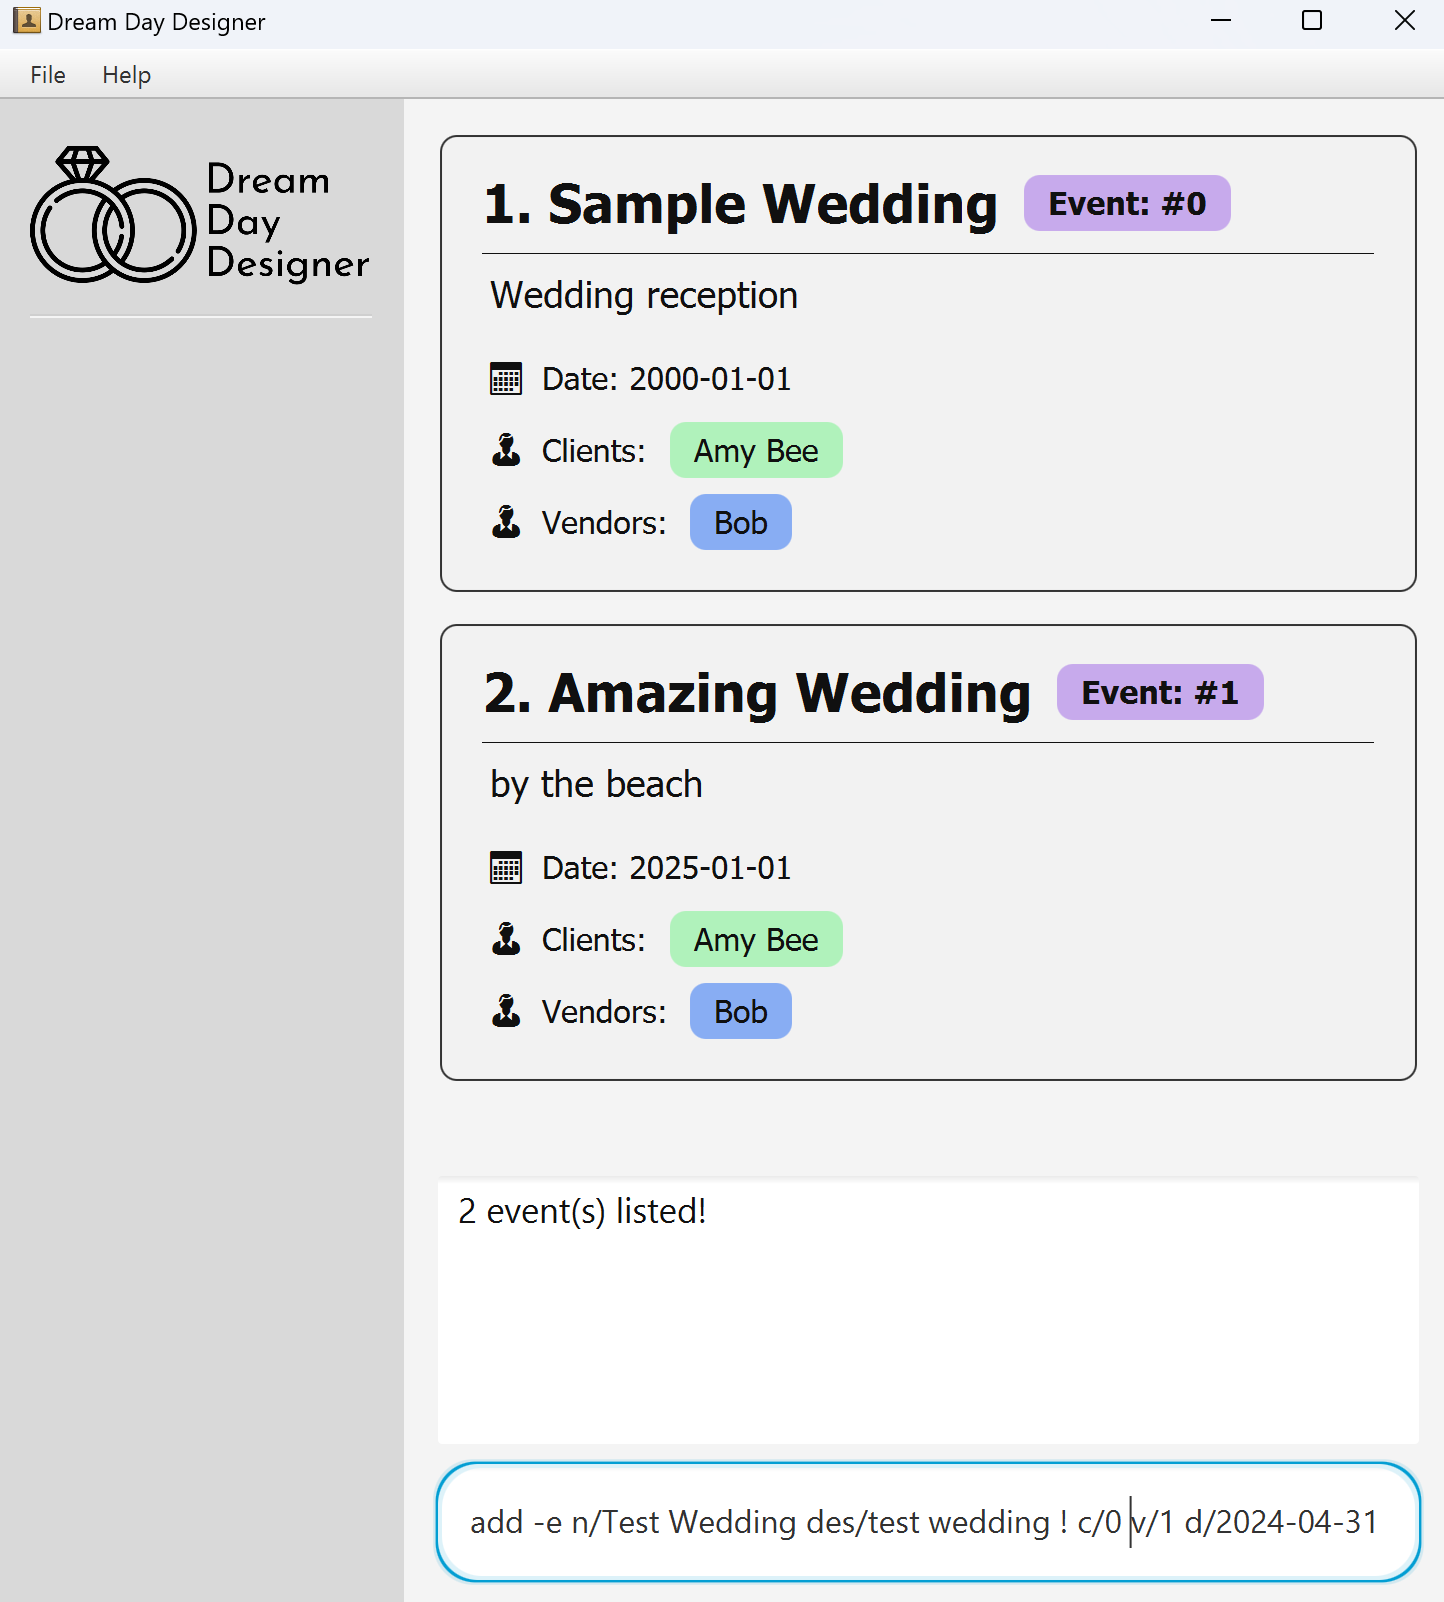 Dream Day Designer
File Help
Dream
Day
Designer
1. Sample Wedding Event: #0
Wedding reception
Date: 2000-01-01
Clients: Amy Bee
Vendors: Bob
2. Amazing Wedding Event: #1
by the beach
Date: 2025-01-01
Clients: Amy Bee
Vendors: Bob
2 event(s) listed!
add -e n/Test Wedding des/test wedding ! c/0 v/1 d/2024-04-31